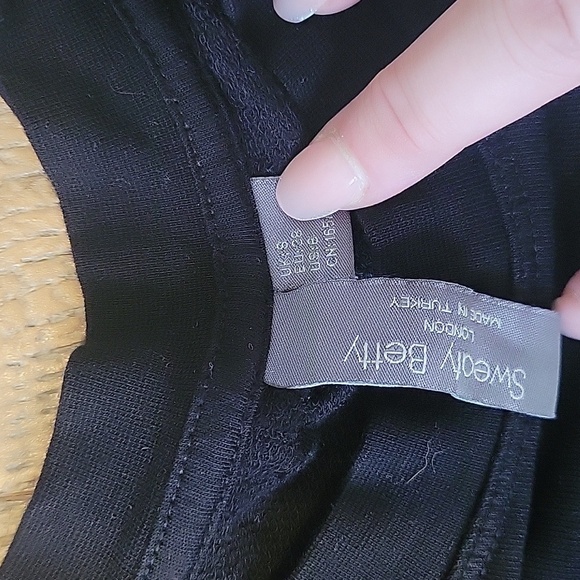 Sweaty Betty
LONDON
MADE IN TURKEY
UK:S
EU:38
US:6
CN:165